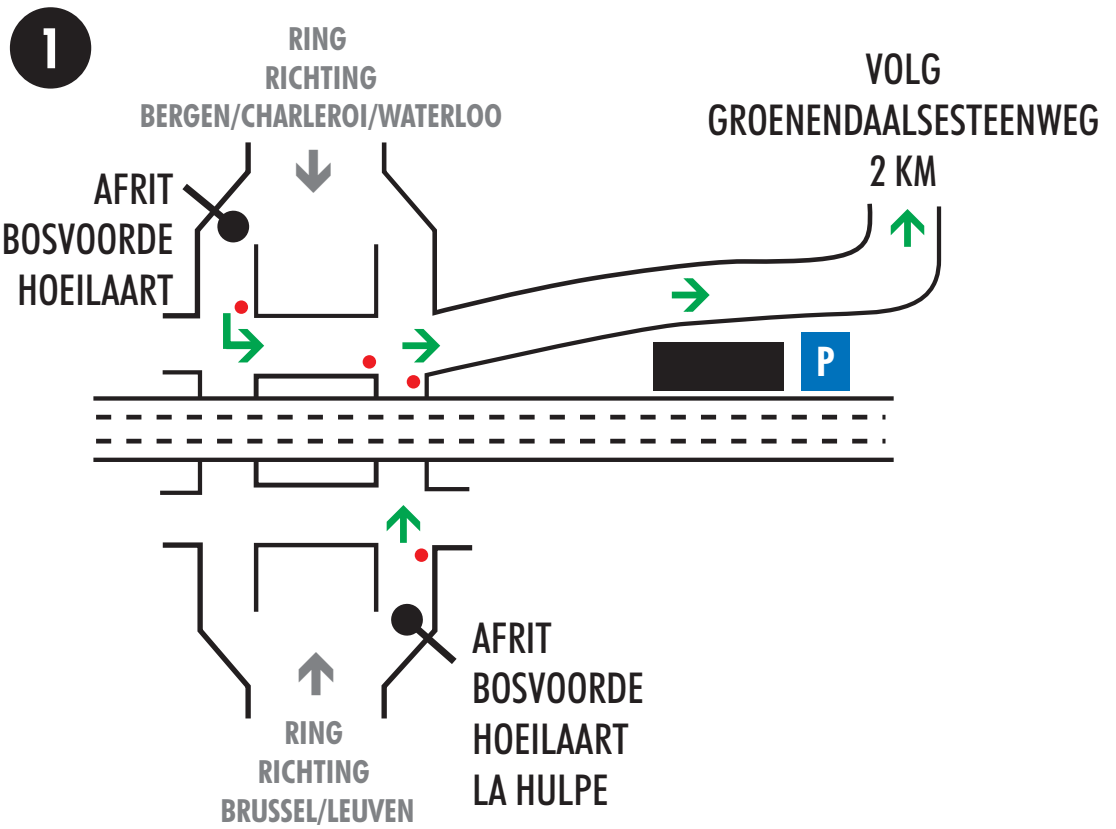 1
RING
RICHTING
BERGEN/CHARLEROI/WATERLOO
VOLG
GROENENDAALSESTEENWEG
2 KM
AFRIT
BOSVOORDE
HOEILAART
P
AFRIT
BOSVOORDE
HOEILAART
LA HULPE
RING
RICHTING
BRUSSEL/LEUVEN